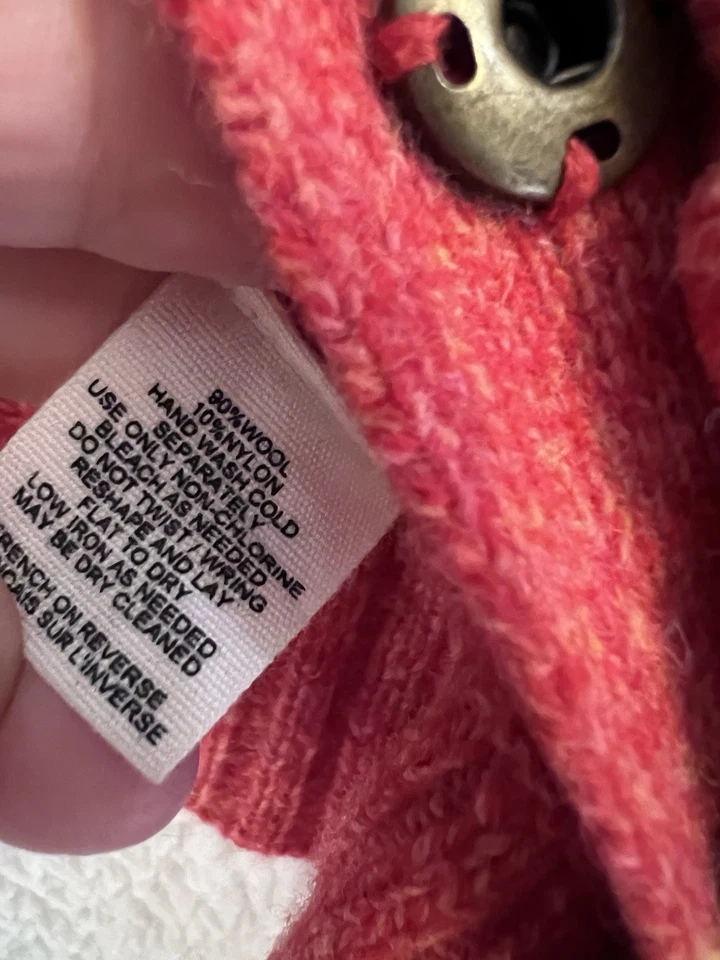 90%WOOL
10%NYLON
HAND WASH COLD
SEPARATELY
USE ONLY NON-CHLORINE
BLEACH AS NEEDED
DO NOT TWIST / WRING
RESHAPE AND LAY
FLAT TO DRY
LOW IRON AS NEEDED
MAY BE DRY CLEANED
RENCH ON REVERSE
NÇAIS SUR L'INVERSE